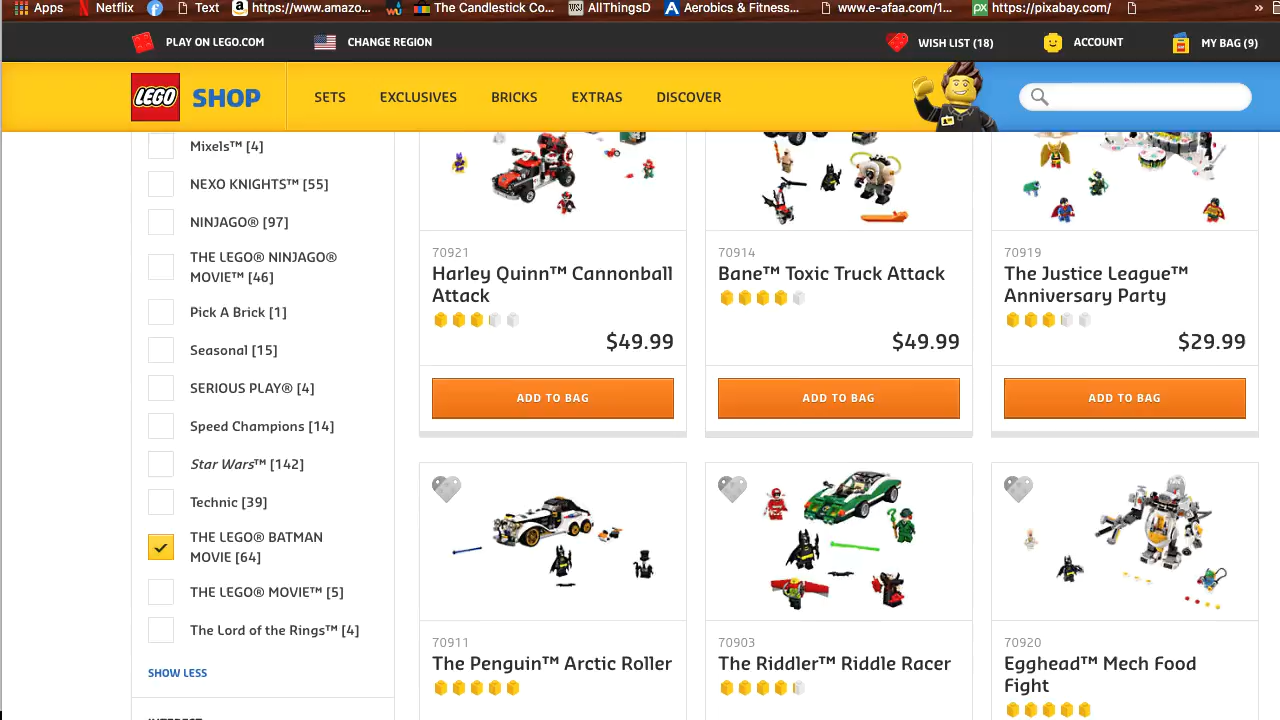 Apps
Netflix
Text
https://www.amazo...
The Candlestick Co...
WSJ AllThingsD
Aerobics & Fitness...
www.e-afaa.com/1...
px https://pixabay.com/
»
PLAY ON LEGO.COM
CHANGE REGION
WISH LIST (18)
ACCOUNT
MY BAG (9)
LEGO SHOP
SETS
EXCLUSIVES
BRICKS
EXTRAS
DISCOVER
Mixels™ [4]
NEXO KNIGHTS™ [55]
NINJAGO® [97]
THE LEGO® NINJAGO®
MOVIE™ [46]
Pick A Brick [1]
Seasonal [15]
SERIOUS PLAY® [4]
Speed Champions [14]
Star Wars™ [142]
Technic [39]
THE LEGO® BATMAN
MOVIE [64]
THE LEGO® MOVIE™ [5]
The Lord of the Rings™ [4]
SHOW LESS
INTEREST
70921
Harley Quinn™ Cannonball
Attack
$49.99
ADD TO BAG
70914
Bane™ Toxic Truck Attack
$49.99
ADD TO BAG
70919
The Justice League™
Anniversary Party
$29.99
ADD TO BAG
70911
The Penguin™ Arctic Roller
70903
The Riddler™ Riddle Racer
70920
Egghead™ Mech Food
Fight